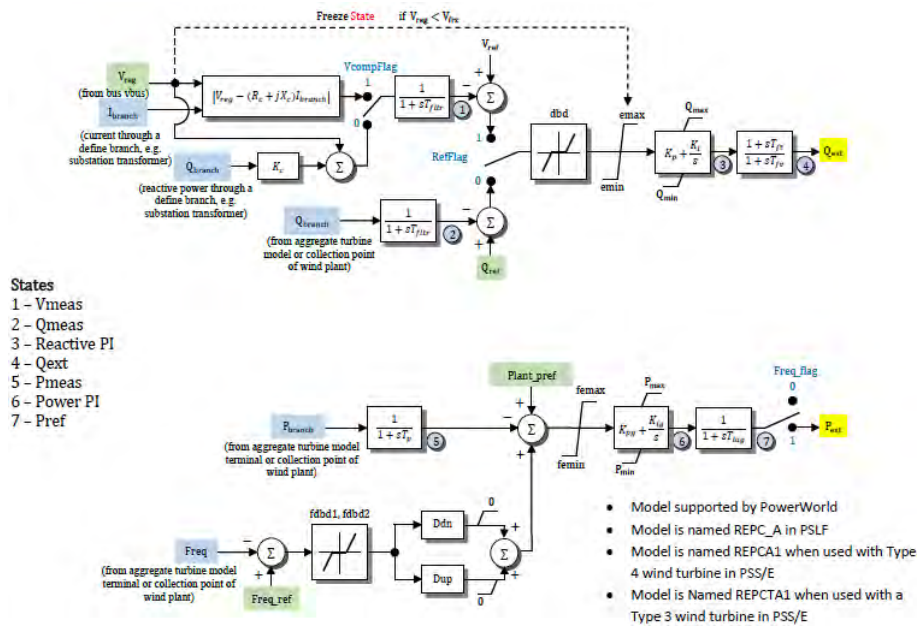 Freeze State if V_reg < V_frz
V_reg
(from bus vbus)
I_branch
(current through a
define branch, e.g.
substation transformer)
|V_reg − (R_c + jX_c)I_branch|
VcompFlag
1
0
1
1 + sT_fltr
1
V_ref
+
−
Σ
Q_branch
(reactive power through a
define branch, e.g.
substation transformer)
K_c
+
+
Σ
RefFlag
1
0
dbd
emax
emin
Q_max
K_p + K_i
s
Q_min
3
1 + sT_ft
1 + sT_fv
4
Q_ext
Q_branch
(from aggregate turbine
model or collection point
of wind plant)
1
1 + sT_fltr
2
−
Σ
+
Q_ref
States
1 – Vmeas
2 – Qmeas
3 – Reactive PI
4 – Qext
5 – Pmeas
6 – Power PI
7 – Pref
Plant_pref
P_branch
(from aggregate turbine model
terminal or collection point of
wind plant)
1
1 + sT_p
5
+
−
Σ
+
femax
femin
P_max
K_pg + K_ig
s
P_min
6
1
1 + sT_lag
7
Freq_flag
0
1
P_ext
Freq
(from aggregate turbine model
terminal or collection point of
wind plant)
−
Σ
+
Freq_ref
fdbd1, fdbd2
Ddn
0
Dup
0
+
Σ
+
• Model supported by PowerWorld
• Model is named REPC_A in PSLF
• Model is named REPCA1 when used with Type
4 wind turbine in PSS/E
• Model is Named REPCTA1 when used with a
Type 3 wind turbine in PSS/E